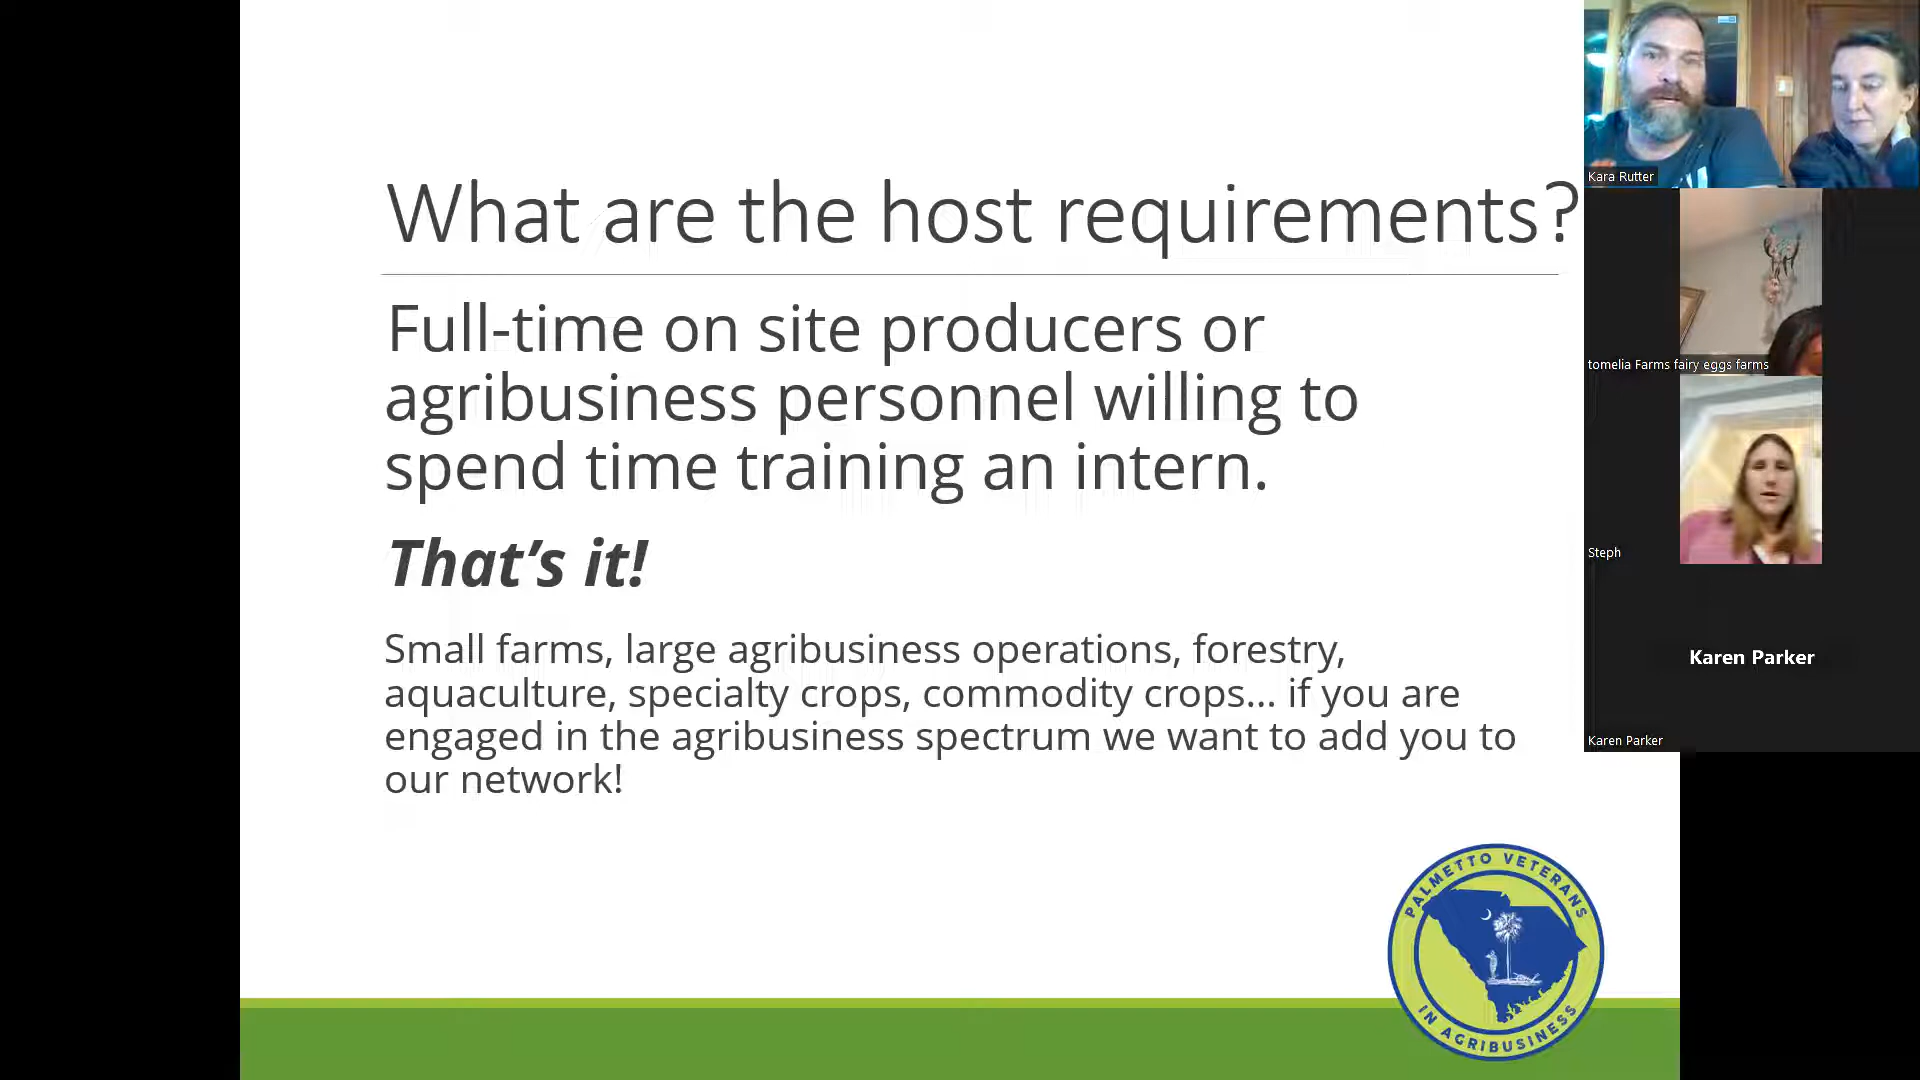 What are the host requirements?
Full-time on site producers or
agribusiness personnel willing to
spend time training an intern.
That’s it!
Small farms, large agribusiness operations, forestry,
aquaculture, specialty crops, commodity crops... if you are
engaged in the agribusiness spectrum we want to add you to
our network!
PALMETTO VETERANS
IN AGRIBUSINESS
Kara Rutter
tomelia Farms fairy eggs farms
Steph
Karen Parker
Karen Parker